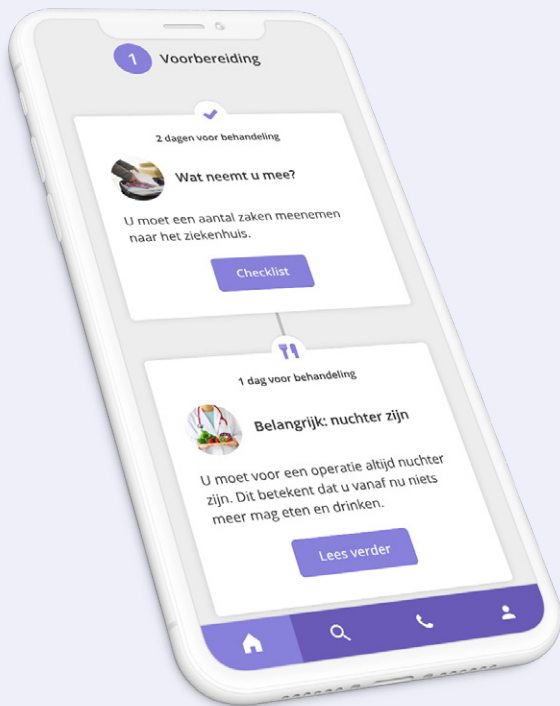 1 Voorbereiding
2 dagen voor behandeling
Wat neemt u mee?
U moet een aantal zaken meenemen
naar het ziekenhuis.
Checklist
1 dag voor behandeling
Belangrijk: nuchter zijn
U moet voor een operatie altijd nuchter
zijn. Dit betekent dat u vanaf nu niets
meer mag eten en drinken.
Lees verder